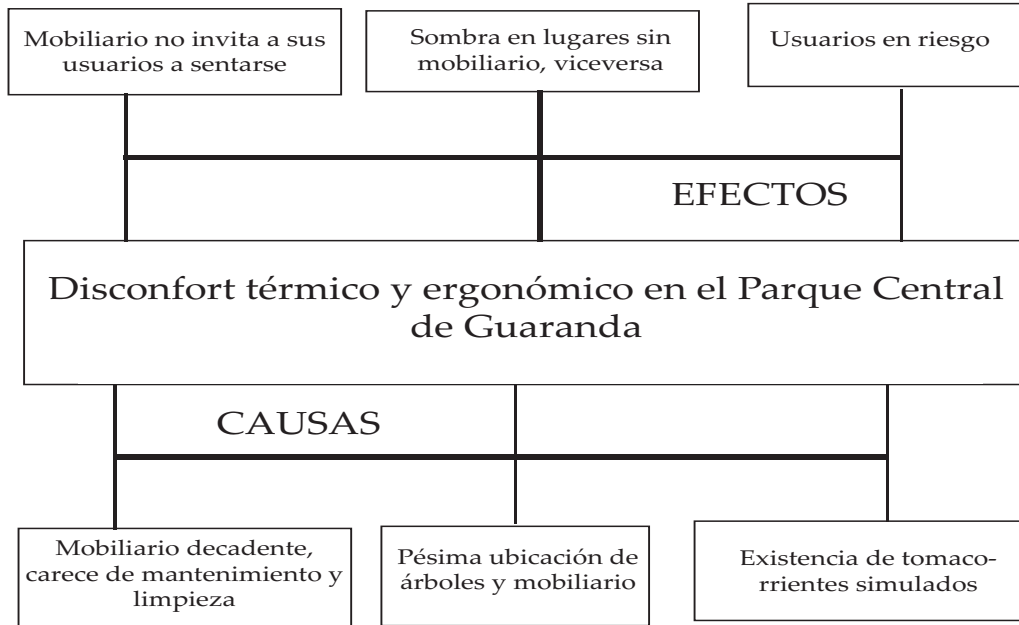 Mobiliario no invita a sus
usuarios a sentarse
Sombra en lugares sin
mobiliario, viceversa
Usuarios en riesgo
EFECTOS
Disconfort térmico y ergonómico en el Parque Central
de Guaranda
CAUSAS
Mobiliario decadente,
carece de mantenimiento y
limpieza
Pésima ubicación de
árboles y mobiliario
Existencia de tomaco-
rrientes simulados